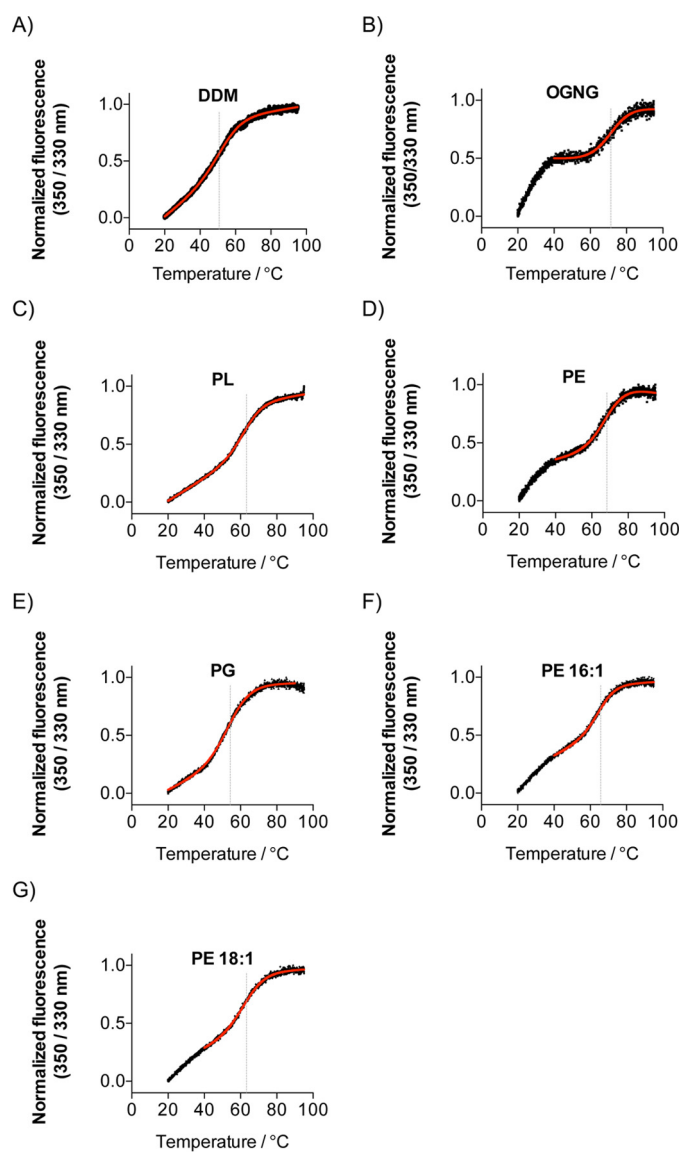 A)
DDM
Normalized fluorescence
(350 / 330 nm)
1.0
0.5
0.0
0 20 40 60 80 100
Temperature / °C
B)
OGNG
Normalized fluorescence
(350/330 nm)
1.0
0.5
0.0
0 20 40 60 80 100
Temperature / °C
C)
PL
Normalized fluorescence
(350 / 330 nm)
1.0
0.5
0.0
0 20 40 60 80 100
Temperature / °C
D)
PE
Normalized fluorescence
(350 / 330 nm)
1.0
0.5
0.0
0 20 40 60 80 100
Temperature / °C
E)
PG
Normalized fluorescence
(350 / 330 nm)
1.0
0.5
0.0
0 20 40 60 80 100
Temperature / °C
F)
PE 16:1
Normalized fluorescence
(350 / 330 nm)
1.0
0.5
0.0
0 20 40 60 80 100
Temperature / °C
G)
PE 18:1
Normalized fluorescence
(350 / 330 nm)
1.0
0.5
0.0
0 20 40 60 80 100
Temperature / °C